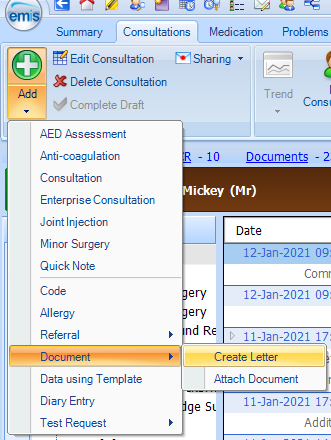 emis
Summary
Consultations
Medication
Problems
Add
Edit Consultation
Delete Consultation
Complete Draft
Sharing
Trend
Consu
AED Assessment
Anti-coagulation
Consultation
Enterprise Consultation
Joint Injection
Minor Surgery
Quick Note
Code
Allergy
Referral
Document
Data using Template
Diary Entry
Test Request
Create Letter
Attach Document
R - 10
Documents - 2
Mickey (Mr)
Date
12-Jan-2021 09:
Comm
12-Jan-2021
11-Jan-2021 17:
11-Jan-2021
Addit
gery
gery
und Re
dge Su